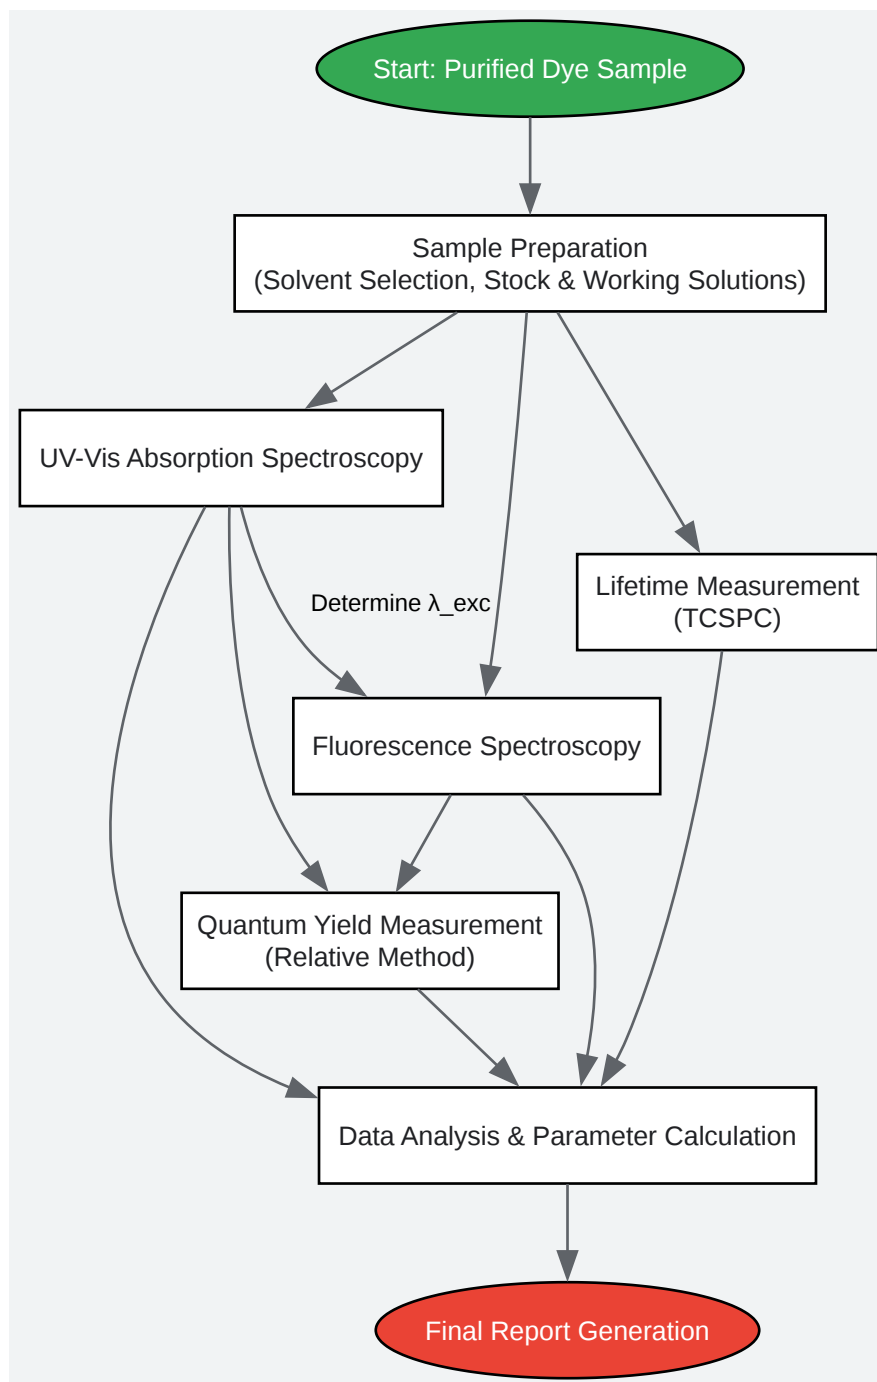 Start: Purified Dye Sample
Sample Preparation
(Solvent Selection, Stock & Working Solutions)
UV-Vis Absorption Spectroscopy
Determine λ_exc
Lifetime Measurement
(TCSPC)
Fluorescence Spectroscopy
Quantum Yield Measurement
(Relative Method)
Data Analysis & Parameter Calculation
Final Report Generation